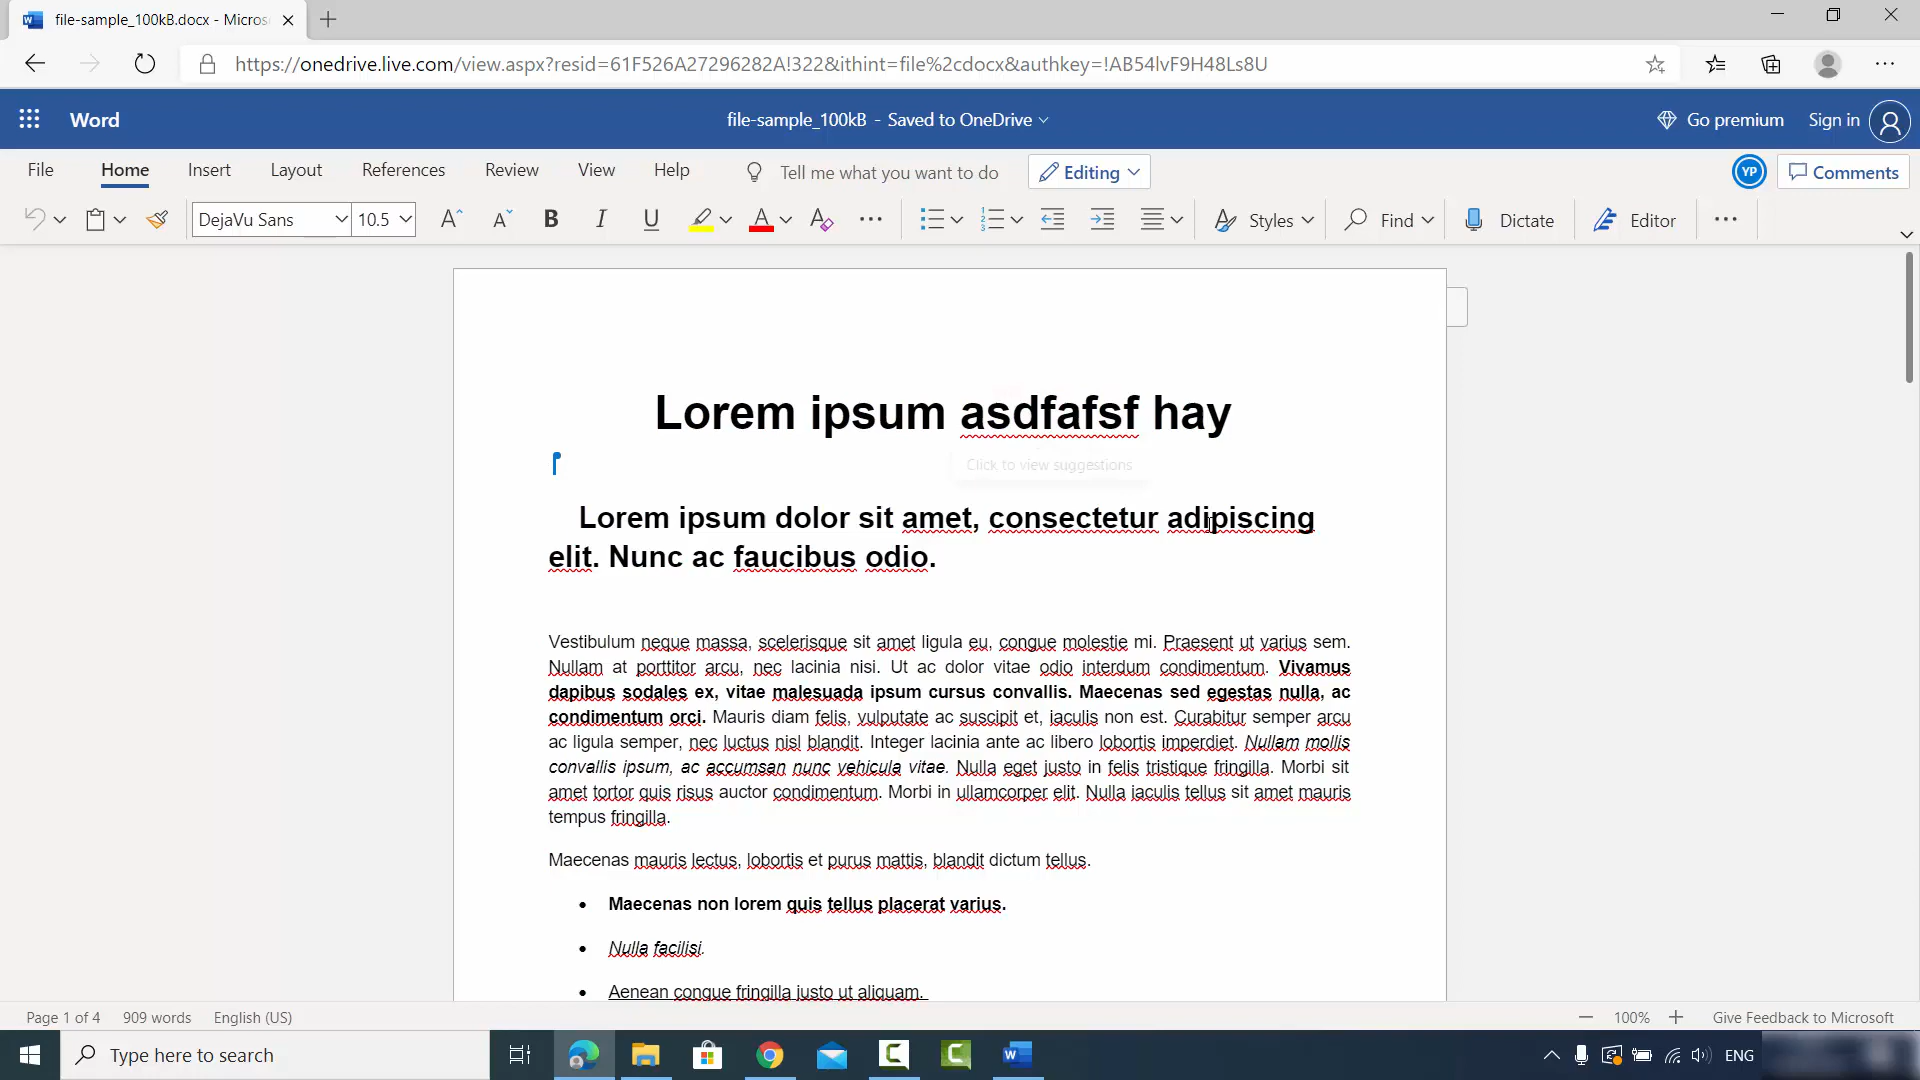 file-sample_100kB.docx - Micros
https://onedrive.live.com/view.aspx?resid=61F526A27296282A!322&ithint=file%2cdocx&authkey=!AB54lvF9H48Ls8U
Word
file-sample_100kB - Saved to OneDrive
Go premium
Sign in
File Home Insert Layout References Review View Help
Tell me what you want to do
Editing
YP
Comments
DejaVu Sans
10.5
A A B I U A A
1
2
3
Styles
Find
Dictate
Editor
Lorem ipsum asdfafsf hay
Click to view suggestions
Lorem ipsum dolor sit amet, consectetur adipiscing
elit. Nunc ac faucibus odio.
Vestibulum neque massa, scelerisque sit amet ligula eu, congue molestie mi. Praesent ut varius sem.
Nullam at porttitor arcu, nec lacinia nisi. Ut ac dolor vitae odio interdum condimentum. Vivamus
dapibus sodales ex, vitae malesuada ipsum cursus convallis. Maecenas sed egestas nulla, ac
condimentum orci. Mauris diam felis, vulputate ac suscipit et, iaculis non est. Curabitur semper arcu
ac ligula semper, nec luctus nisl blandit. Integer lacinia ante ac libero lobortis imperdiet. Nullam mollis
convallis ipsum, ac accumsan nunc vehicula vitae. Nulla eget justo in felis tristique fringilla. Morbi sit
amet tortor quis risus auctor condimentum. Morbi in ullamcorper elit. Nulla iaculis tellus sit amet mauris
tempus fringilla.
Maecenas mauris lectus, lobortis et purus mattis, blandit dictum tellus.
• Maecenas non lorem quis tellus placerat varius.
• Nulla facilisi.
• Aenean congue fringilla justo ut aliquam.
Page 1 of 4 909 words English (US)
100%
Give Feedback to Microsoft
Type here to search
ENG